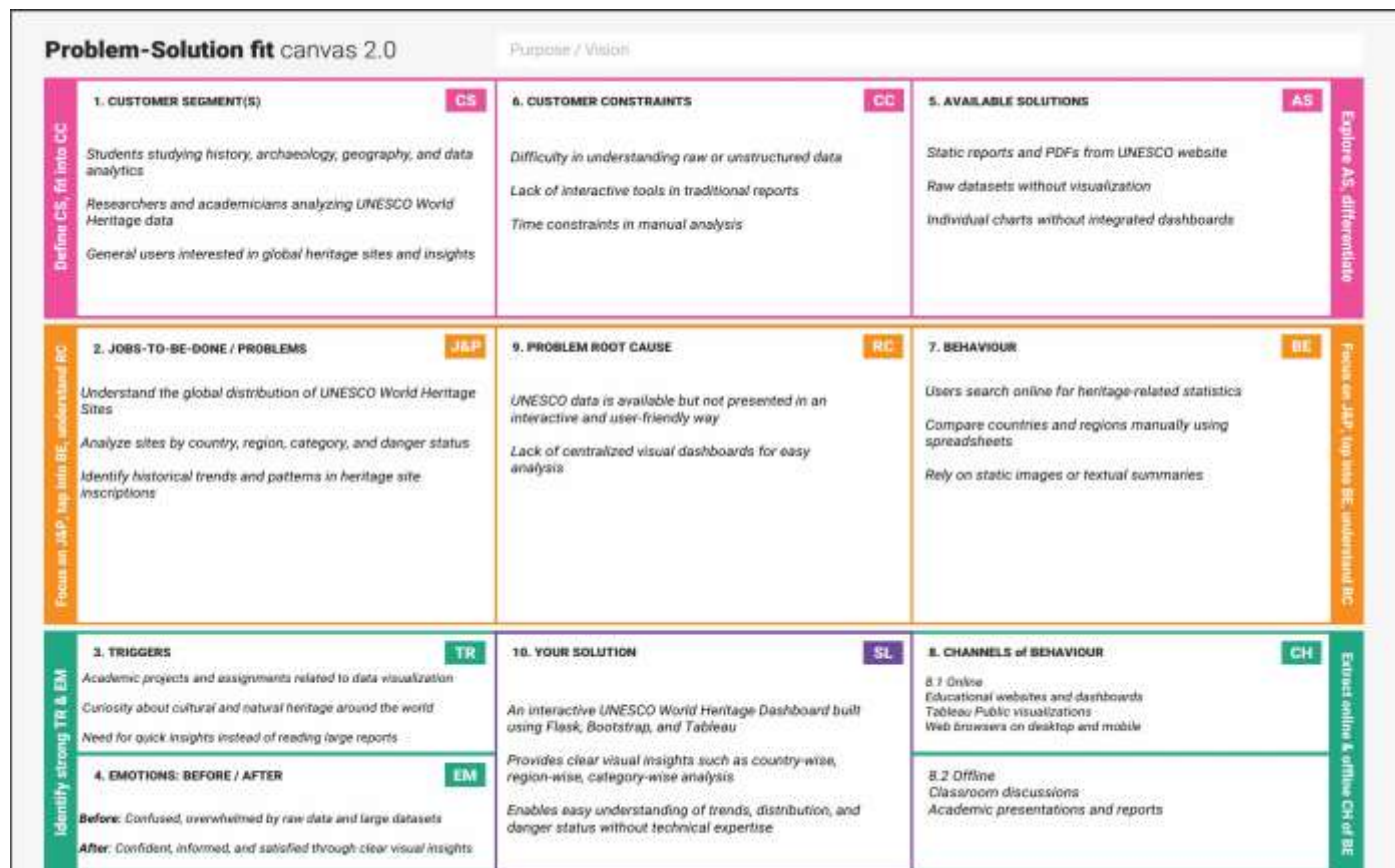 Problem-Solution fit canvas 2.0
Purpose / Vision
Define CS, fit into CC
1. CUSTOMER SEGMENT(S)
CS
Students studying history, archaeology, geography, and data
analytics
Researchers and academicians analyzing UNESCO World
Heritage data
General users interested in global heritage sites and insights
6. CUSTOMER CONSTRAINTS
CC
Difficulty in understanding raw or unstructured data
Lack of interactive tools in traditional reports
Time constraints in manual analysis
5. AVAILABLE SOLUTIONS
AS
Static reports and PDFs from UNESCO website
Raw datasets without visualization
Individual charts without integrated dashboards
Explore AS, differentiate
Focus on J&P, tap into BE, understand RC
2. JOBS-TO-BE-DONE / PROBLEMS
J&P
Understand the global distribution of UNESCO World Heritage
Sites
Analyze sites by country, region, category, and danger status
Identify historical trends and patterns in heritage site
inscriptions
9. PROBLEM ROOT CAUSE
RC
UNESCO data is available but not presented in an
interactive and user-friendly way
Lack of centralized visual dashboards for easy
analysis
7. BEHAVIOUR
BE
Users search online for heritage-related statistics
Compare countries and regions manually using
spreadsheets
Rely on static images or textual summaries
Focus on J&P, tap into BE, understand RC
Identify strong TR & EM
3. TRIGGERS
TR
Academic projects and assignments related to data visualization
Curiosity about cultural and natural heritage around the world
Need for quick insights instead of reading large reports
4. EMOTIONS: BEFORE / AFTER
EM
Before: Confused, overwhelmed by raw data and large datasets
After: Confident, informed, and satisfied through clear visual insights
10. YOUR SOLUTION
SL
An interactive UNESCO World Heritage Dashboard built
using Flask, Bootstrap, and Tableau
Provides clear visual insights such as country-wise,
region-wise, category-wise analysis
Enables easy understanding of trends, distribution, and
danger status without technical expertise
8. CHANNELS of BEHAVIOUR
CH
8.1 Online
Educational websites and dashboards
Tableau Public visualizations
Web browsers on desktop and mobile
8.2 Offline
Classroom discussions
Academic presentations and reports
Extract online & offline CH of BE